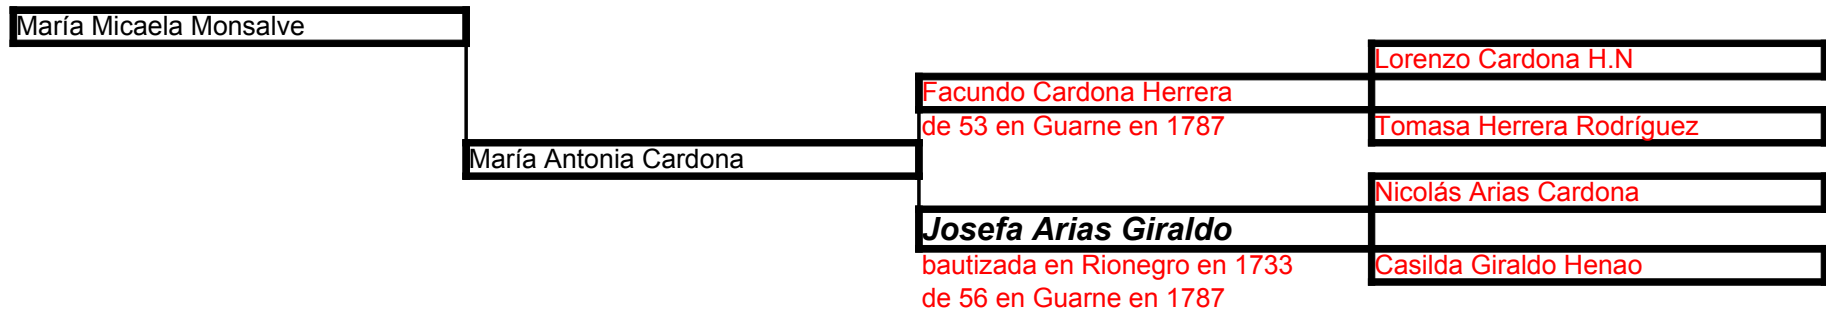 María Micaela Monsalve
Lorenzo Cardona H.N
Facundo Cardona Herrera
de 53 en Guarne en 1787
Tomasa Herrera Rodríguez
María Antonia Cardona
Nicolás Arias Cardona
Josefa Arias Giraldo
bautizada en Rionegro en 1733
Casilda Giraldo Henao
de 56 en Guarne en 1787